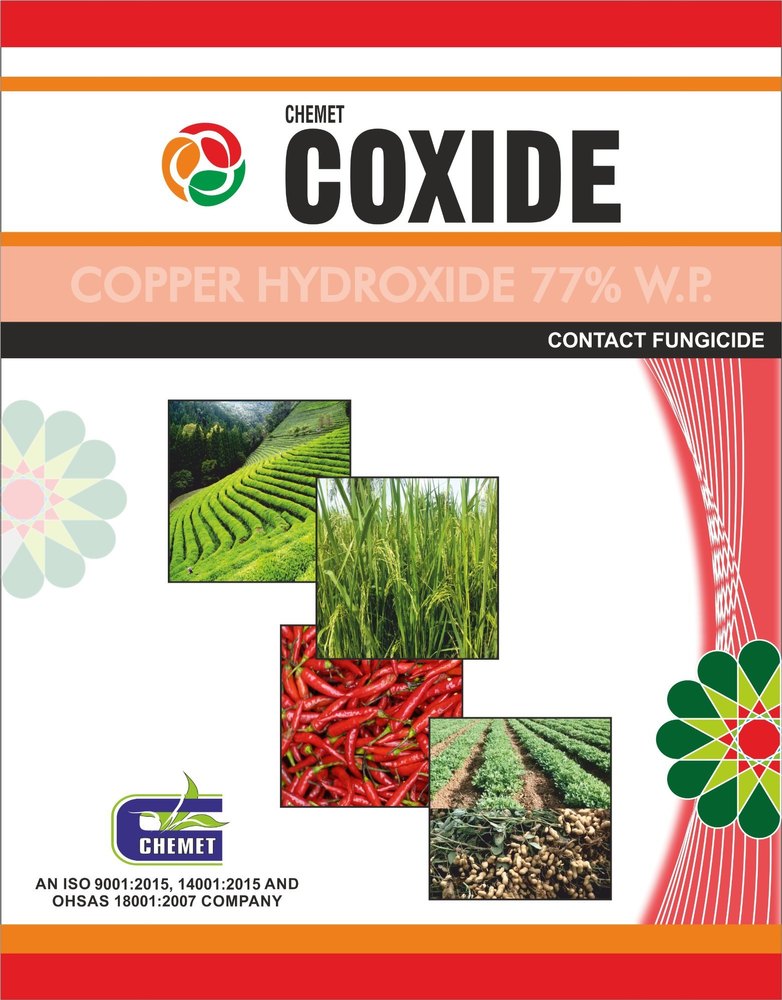 CHEMET
COXIDE
COPPER HYDROXIDE 77% W.P.
CONTACT FUNGICIDE
CHEMET
AN ISO 9001:2015, 14001:2015 AND
OHSAS 18001:2007 COMPANY